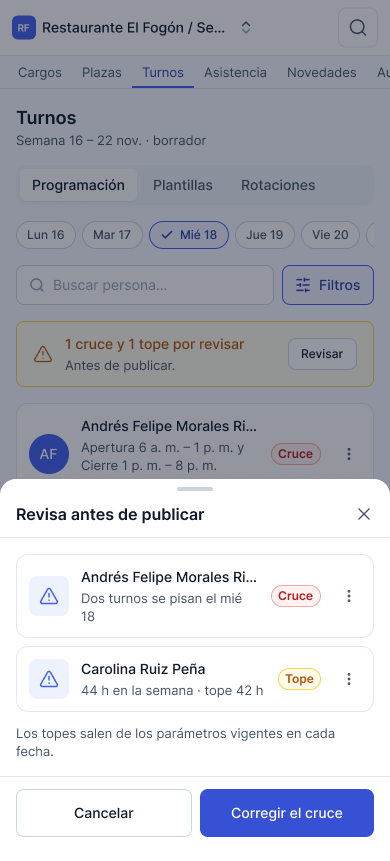 RF
Restaurante El Fogón / Se...
Cargos Plazas Turnos Asistencia Novedades Au
Turnos
Semana 16 – 22 nov. · borrador
Programación Plantillas Rotaciones
Lun 16 Mar 17 Mié 18 Jue 19 Vie 20
Buscar persona...
Filtros
1 cruce y 1 tope por revisar
Antes de publicar.
Revisar
Andrés Felipe Morales Ri...
AF
Apertura 6 a. m. – 1 p. m. y
Cierre 1 p. m. – 8 p. m.
Cruce
Revisa antes de publicar
Andrés Felipe Morales Ri...
Dos turnos se pisan el mié
18
Cruce
Carolina Ruiz Peña
44 h en la semana · tope 42 h
Tope
Los topes salen de los parámetros vigentes en cada
fecha.
Cancelar
Corregir el cruce